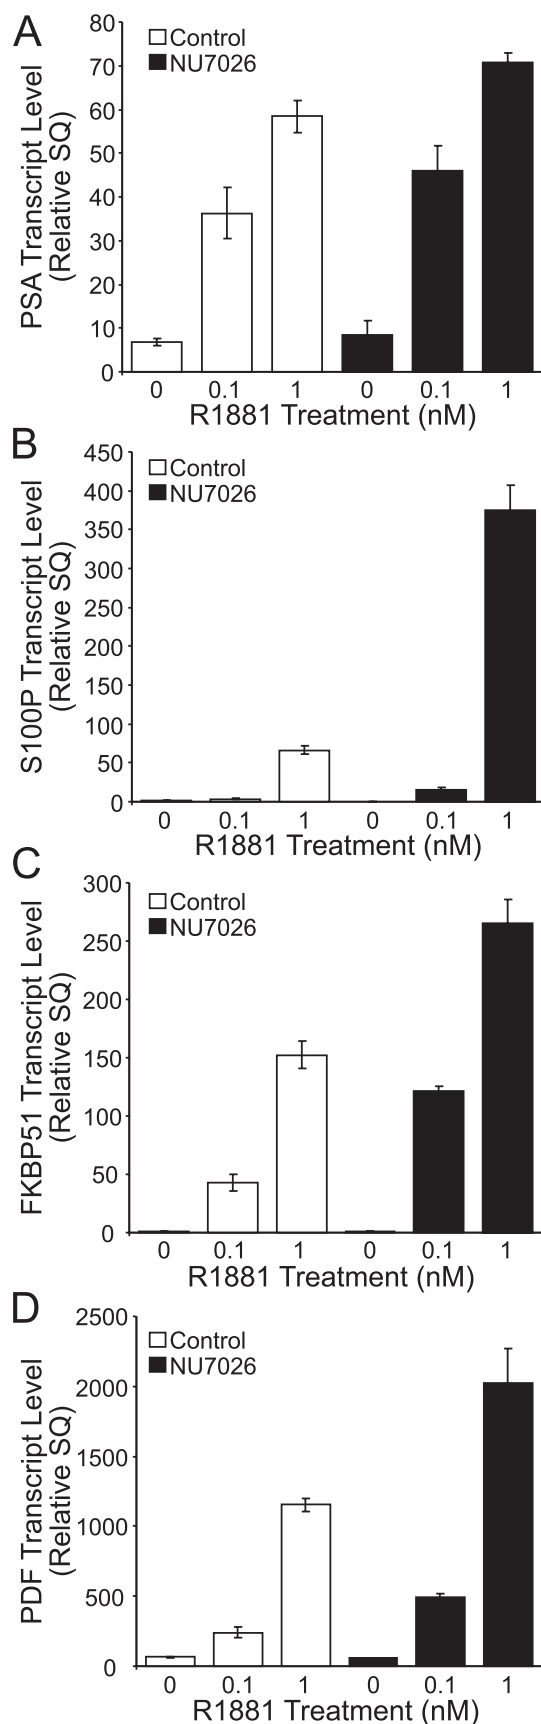 A
PSA Transcript Level
(Relative SQ)
80
70
60
50
40
30
20
10
0
Control
NU7026
0 0.1 1 0 0.1 1
R1881 Treatment (nM)
B
S100P Transcript Level
(Relative SQ)
450
400
350
300
250
200
150
100
50
0
Control
NU7026
0 0.1 1 0 0.1 1
R1881 Treatment (nM)
C
FKBP51 Transcript Level
(Relative SQ)
300
250
200
150
100
50
0
Control
NU7026
0 0.1 1 0 0.1 1
R1881 Treatment (nM)
D
PDF Transcript Level
(Relative SQ)
2500
2000
1500
1000
500
0
Control
NU7026
0 0.1 1 0 0.1 1
R1881 Treatment (nM)